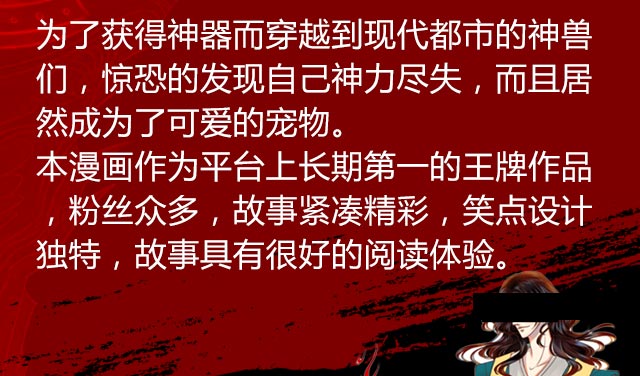 为了获得神器而穿越到现代都市的神兽
们，惊恐的发现自己神力尽失，而且居
然成为了可爱的宠物。
本漫画作为平台上长期第一的王牌作品
，粉丝众多，故事紧凑精彩，笑点设计
独特，故事具有很好的阅读体验。